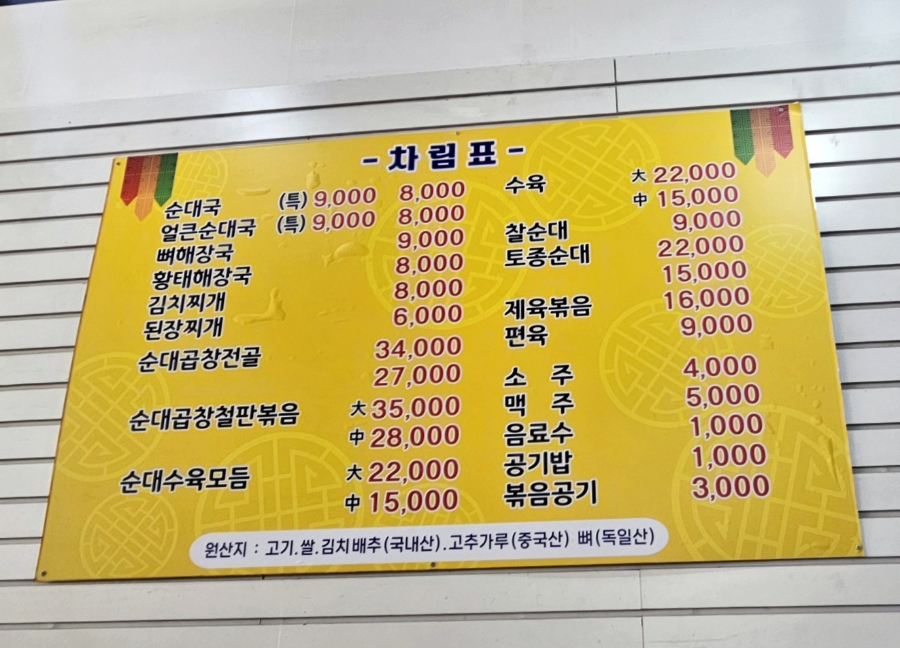 - 차림표 -
순대국 (특) 9,000 8,000
얼큰순대국 (특) 9,000 8,000
뼈해장국 9,000
황태해장국 8,000
김치찌개 8,000
된장찌개 6,000
순대곱창전골 34,000
27,000
순대곱창철판볶음 大 35,000
中 28,000
순대수육모듬 大 22,000
中 15,000
수육 大 22,000
中 15,000
찰순대 9,000
토종순대 22,000
15,000
제육볶음 16,000
편육 9,000
소 주 4,000
맥 주 5,000
음료수 1,000
공기밥 1,000
볶음공기 3,000
원산지 : 고기.쌀.김치배추(국내산).고추가루(중국산) 뼈(독일산)